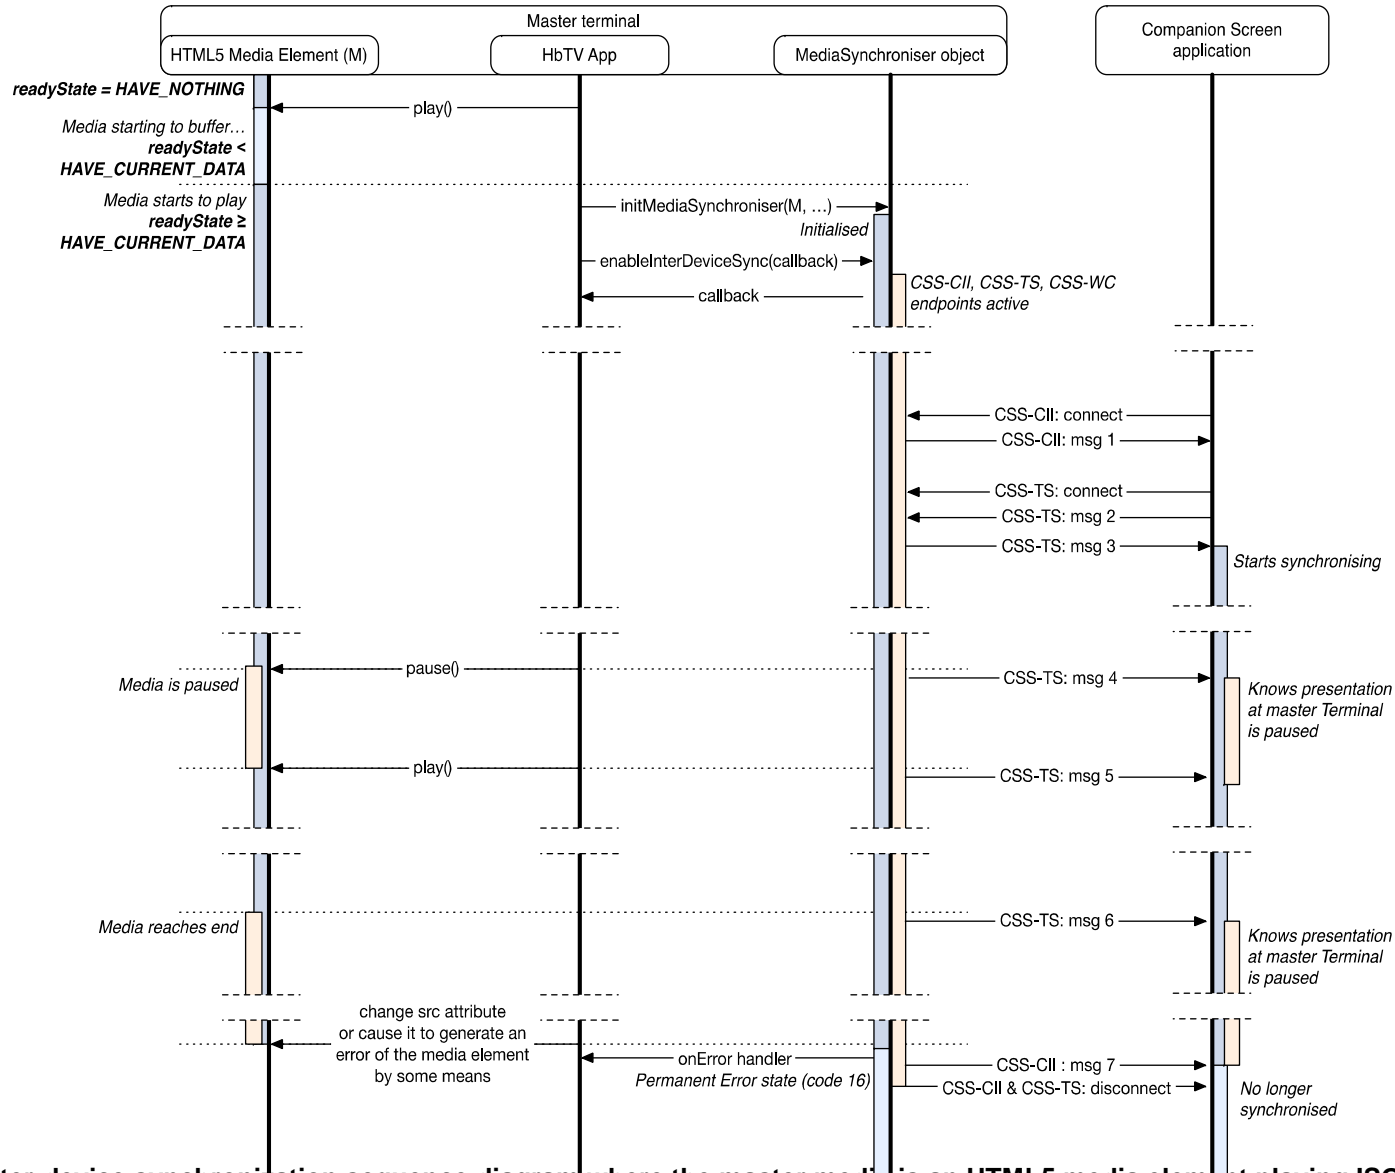 Master terminal
HTML5 Media Element (M)
HbTV App
MediaSynchroniser object
Companion Screen
application
readyState = HAVE_NOTHING
play()
Media starting to buffer…
readyState <
HAVE_CURRENT_DATA
Media starts to play
readyState ≥
HAVE_CURRENT_DATA
initMediaSynchroniser(M, …)
Initialised
enableInterDeviceSync(callback)
callback
CSS-CII, CSS-TS, CSS-WC
endpoints active
CSS-CII: connect
CSS-CII: msg 1
CSS-TS: connect
CSS-TS: msg 2
CSS-TS: msg 3
Starts synchronising
pause()
Media is paused
CSS-TS: msg 4
Knows presentation
at master Terminal
is paused
play()
CSS-TS: msg 5
Media reaches end
CSS-TS: msg 6
Knows presentation
at master Terminal
is paused
change src attribute
or cause it to generate an
error of the media element
by some means
onError handler
Permanent Error state (code 16)
CSS-CII : msg 7
CSS-CII & CSS-TS: disconnect
No longer
synchronised